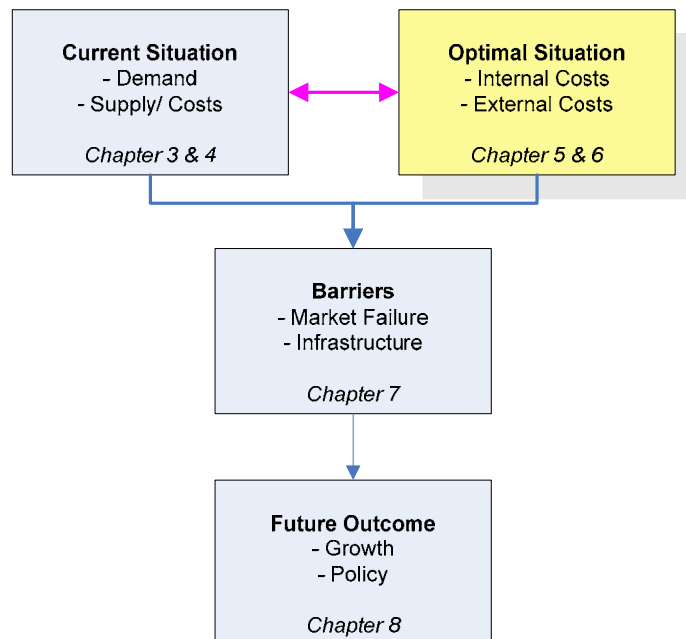 Current Situation
- Demand
- Supply/ Costs
Chapter 3 & 4
Optimal Situation
- Internal Costs
- External Costs
Chapter 5 & 6
Barriers
- Market Failure
- Infrastructure
Chapter 7
Future Outcome
- Growth
- Policy
Chapter 8